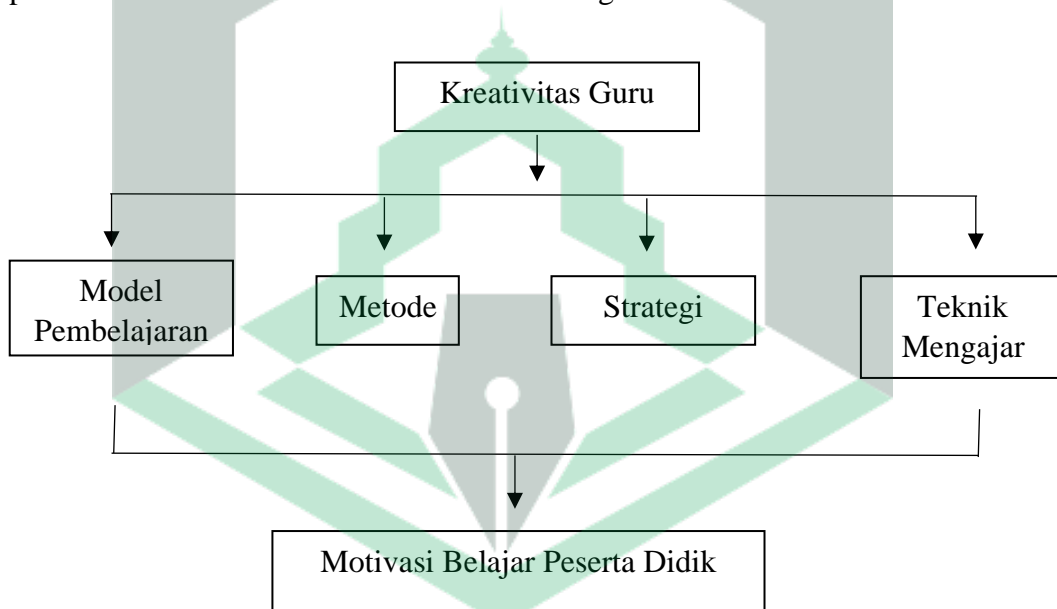 Kreativitas Guru
Model
Pembelajaran
Metode
Strategi
Teknik
Mengajar
Motivasi Belajar Peserta Didik